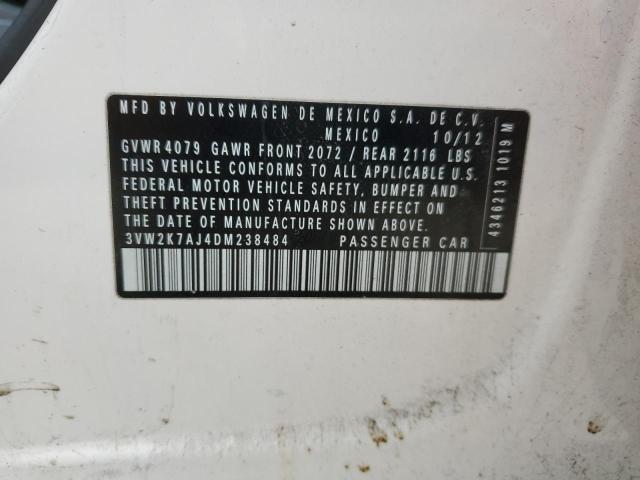 MFD BY VOLKSWAGEN DE MEXICO S.A. DE C.V.
MEXICO 10/12
GVWR 4079 GAWR FRONT 2072 / REAR 2116 LBS
THIS VEHICLE CONFORMS TO ALL APPLICABLE U.S.
FEDERAL MOTOR VEHICLE SAFETY, BUMPER AND
THEFT PREVENTION STANDARDS IN EFFECT ON
THE DATE OF MANUFACTURE SHOWN ABOVE.
3VW2K7AJ4DM238484 PASSENGER CAR
4346213 1019 M